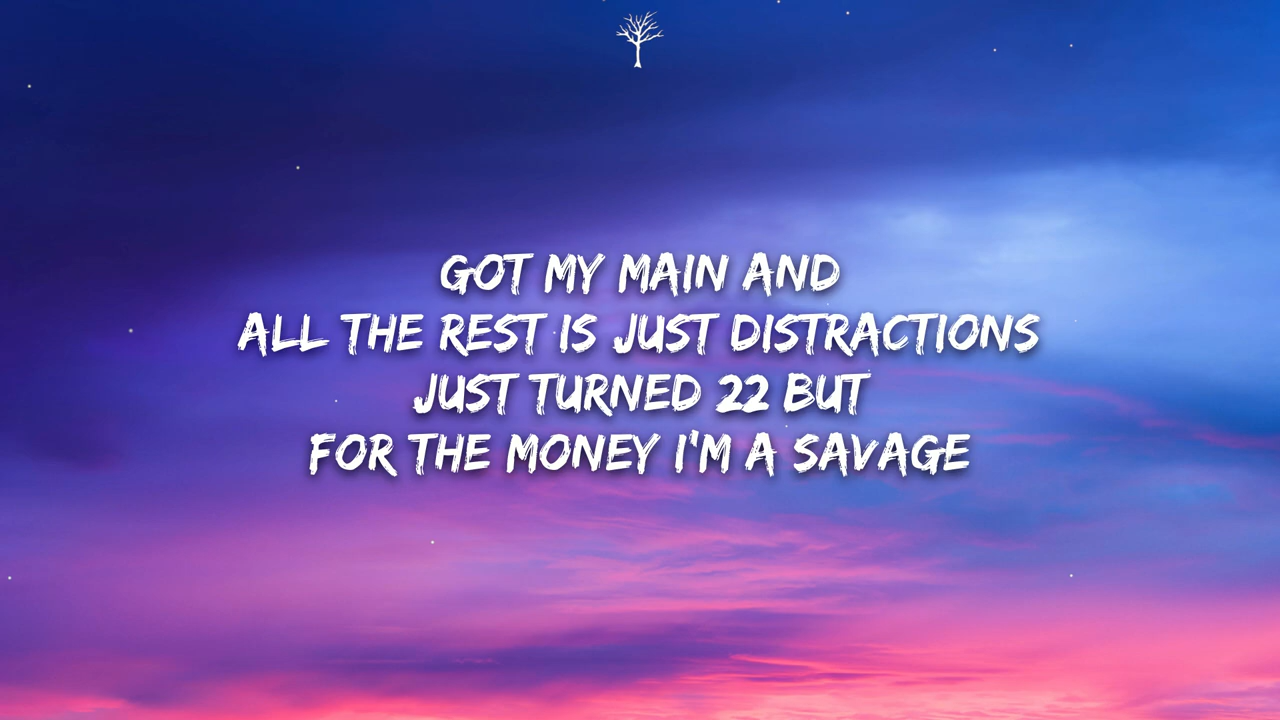 GOT MY MAIN AND
ALL THE REST IS JUST DISTRACTIONS
JUST TURNED 22 BUT
FOR THE MONEY I'M A SAVAGE